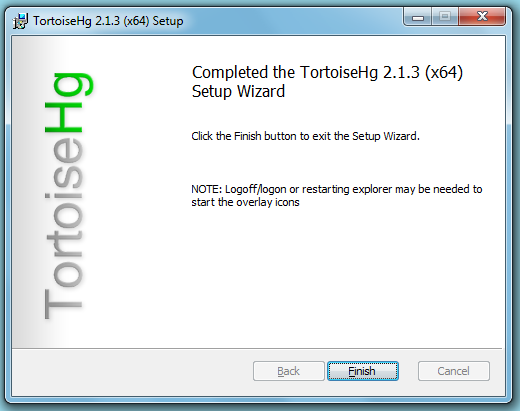 TortoiseHg 2.1.3 (x64) Setup
TortoiseHg
Completed the TortoiseHg 2.1.3 (x64)
Setup Wizard
Click the Finish button to exit the Setup Wizard.
NOTE: Logoff/logon or restarting explorer may be needed to
start the overlay icons
Back
Finish
Cancel